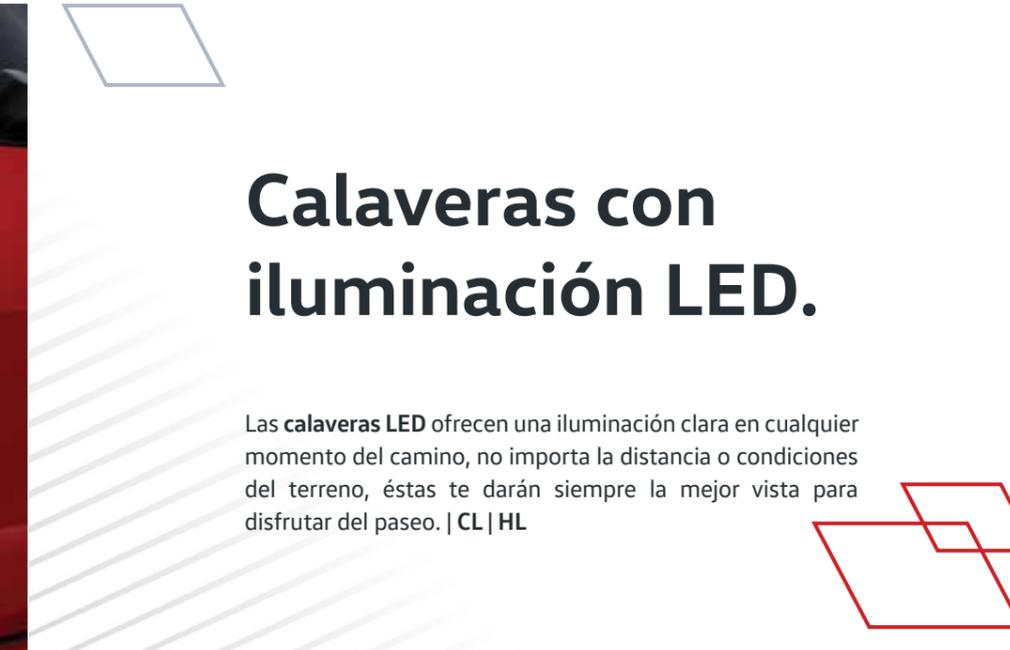 Calaveras con
iluminación LED.
Las calaveras LED ofrecen una iluminación clara en cualquier
momento del camino, no importa la distancia o condiciones
del terreno, éstas te darán siempre la mejor vista para
disfrutar del paseo. | CL | HL